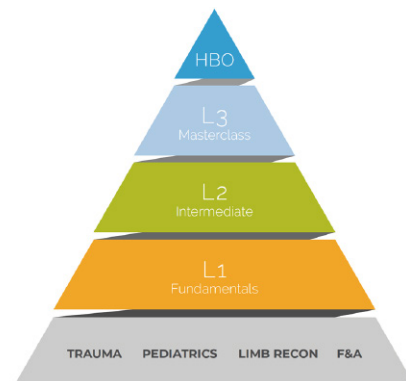 HBO
L3
Masterclass
L2
Intermediate
L1
Fundamentals
TRAUMA PEDIATRICS LIMB RECON F&A